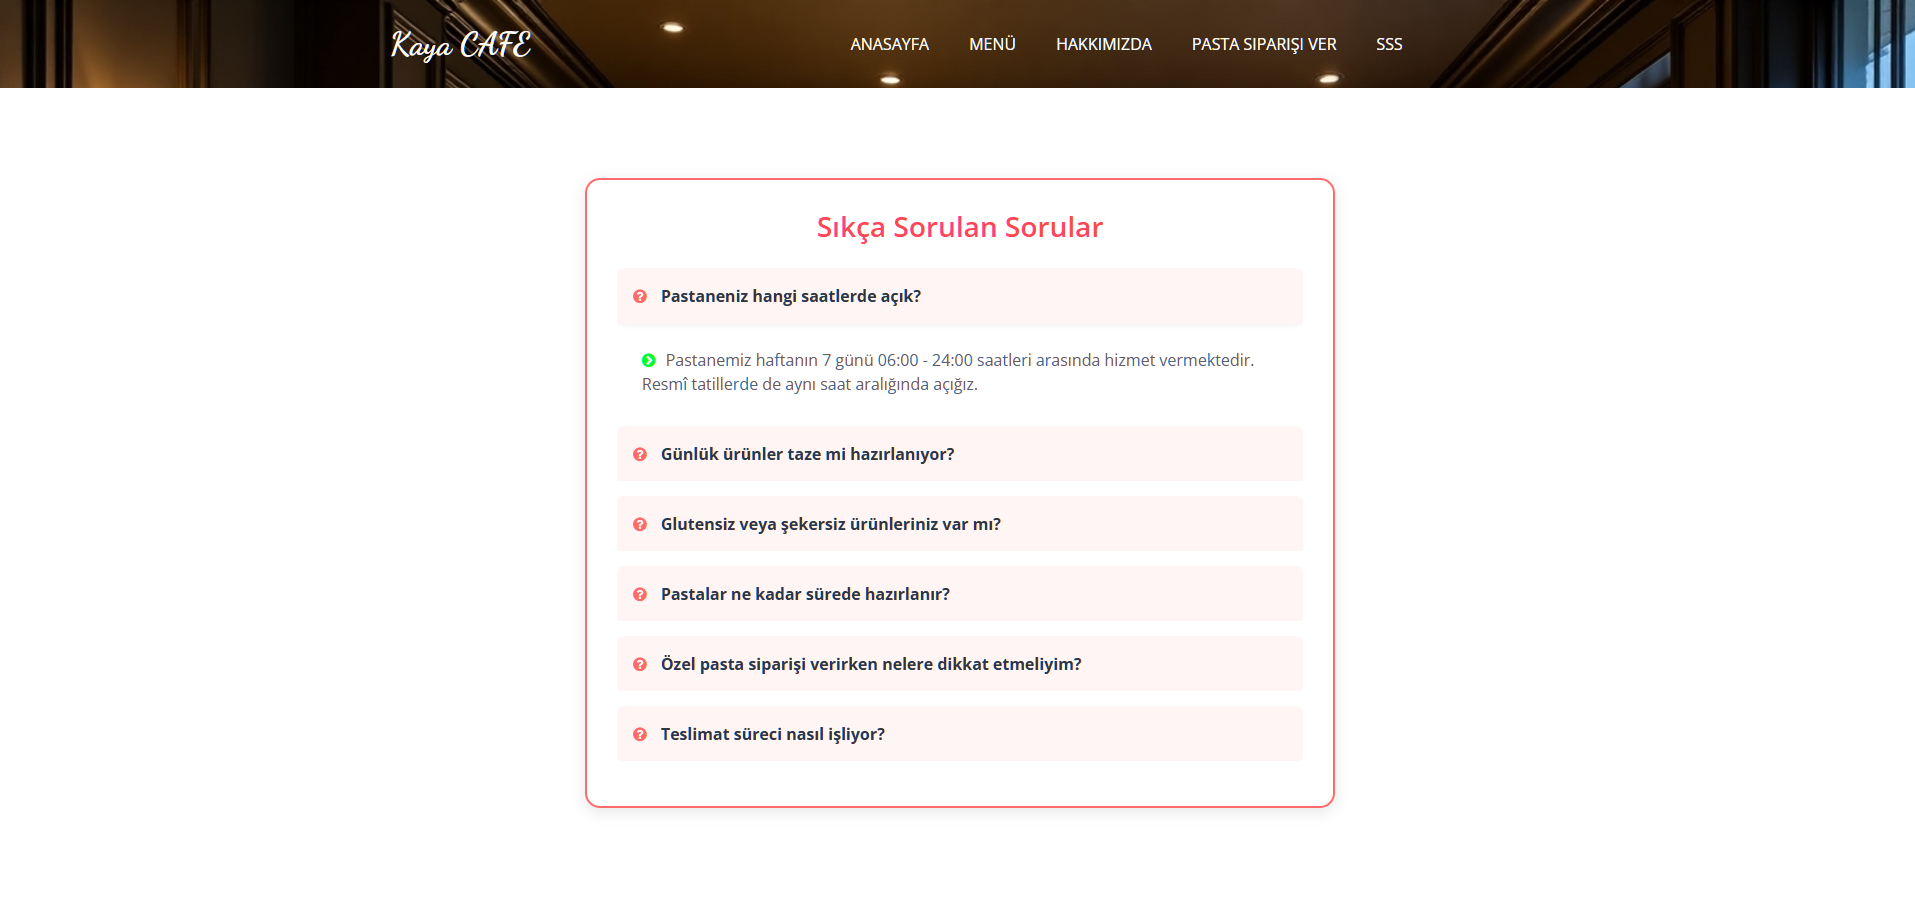 Kaya CAFE
ANASAYFA MENÜ HAKKIMIZDA PASTA SIPARIŞI VER SSS
Sıkça Sorulan Sorular
Pastaneniz hangi saatlerde açık?
Pastanemiz haftanın 7 günü 06:00 - 24:00 saatleri arasında hizmet vermektedir.
Resmî tatillerde de aynı saat aralığında açığız.
Günlük ürünler taze mi hazırlanıyor?
Glutensiz veya şekersiz ürünleriniz var mı?
Pastalar ne kadar sürede hazırlanır?
Özel pasta siparişi verirken nelere dikkat etmeliyim?
Teslimat süreci nasıl işliyor?